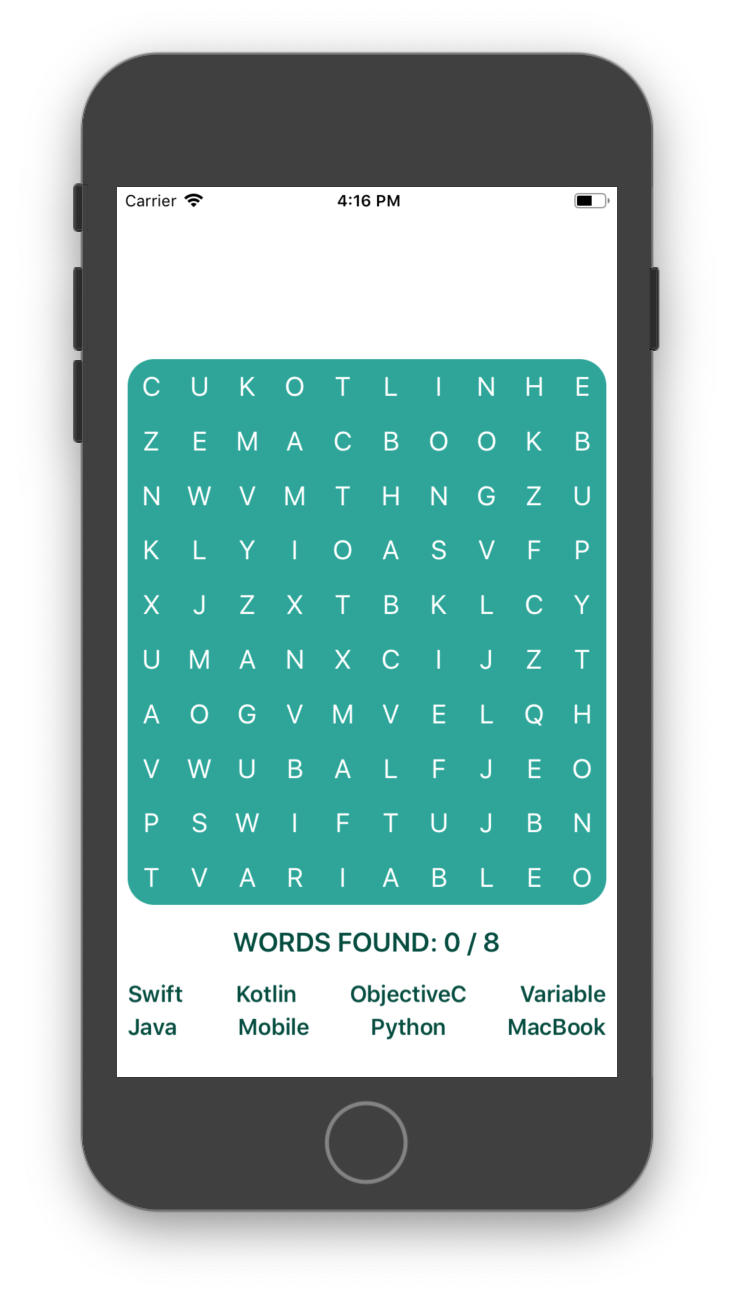 Carrier 4:16 PM
C U K O T L I N H E
Z E M A C B O O K B
N W V M T H N G Z U
K L Y I O A S V F P
X J Z X T B K L C Y
U M A N X C I J Z T
A O G V M V E L Q H
V W U B A L F J E O
P S W I F T U J B N
T V A R I A B L E O
WORDS FOUND: 0 / 8
Swift Kotlin ObjectiveC Variable
Java Mobile Python MacBook